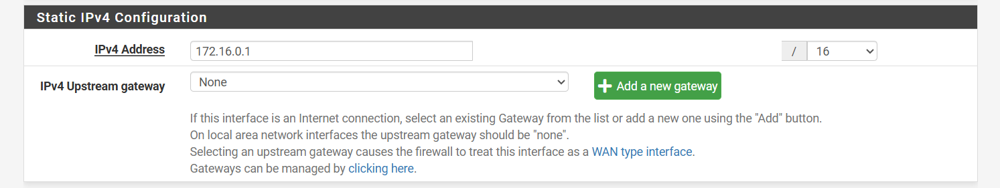 Static IPv4 Configuration
IPv4 Address 172.16.0.1 / 16
IPv4 Upstream gateway None Add a new gateway
If this interface is an Internet connection, select an existing Gateway from the list or add a new one using the "Add" button.
On local area network interfaces the upstream gateway should be "none".
Selecting an upstream gateway causes the firewall to treat this interface as a WAN type interface.
Gateways can be managed by clicking here.